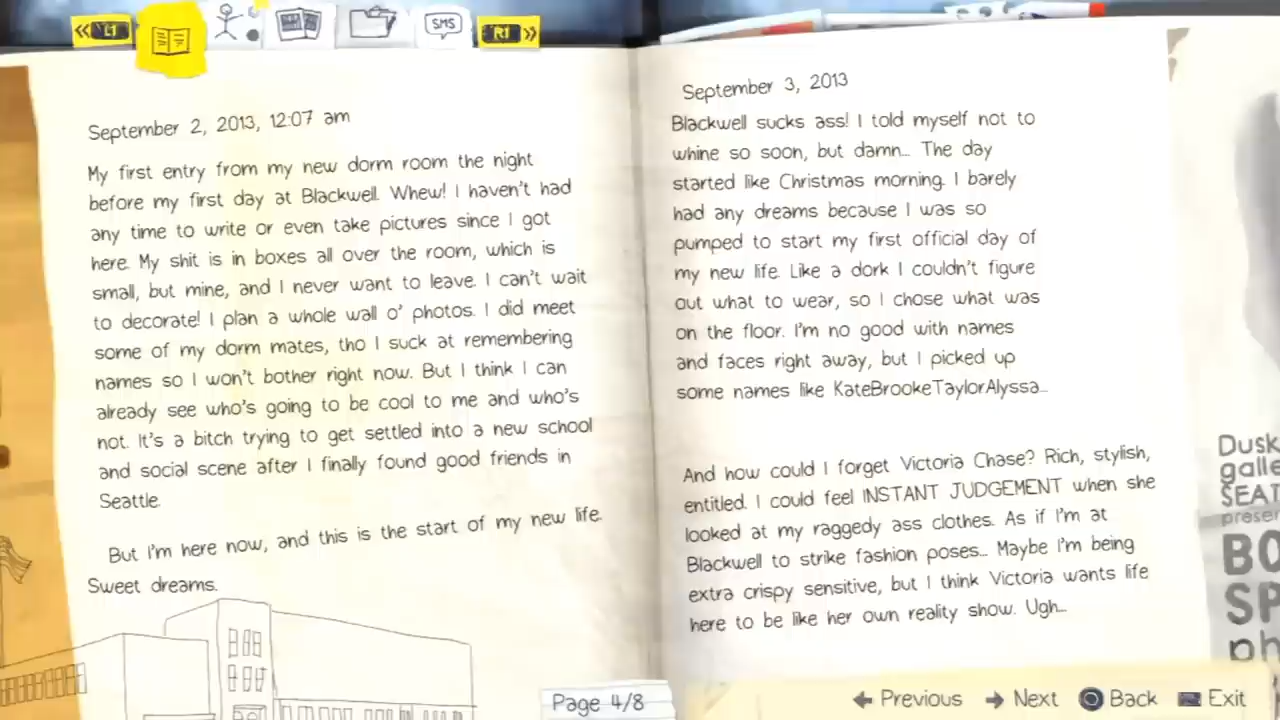 L1
SMS
R1
September 2, 2013, 12:07 am
My first entry from my new dorm room the night
before my first day at Blackwell. Whew! I haven't had
any time to write or even take pictures since I got
here. My shit is in boxes all over the room, which is
small, but mine, and I never want to leave. I can't wait
to decorate! I plan a whole wall o' photos. I did meet
some of my dorm mates, tho I suck at remembering
names so I won't bother right now. But I think I can
already see who's going to be cool to me and who's
not. It's a bitch trying to get settled into a new school
and social scene after I finally found good friends in
Seattle.
But I'm here now, and this is the start of my new life.
Sweet dreams.
September 3, 2013
Blackwell sucks ass! I told myself not to
whine so soon, but damn... The day
started like Christmas morning. I barely
had any dreams because I was so
pumped to start my first official day of
my new life. Like a dork I couldn't figure
out what to wear, so I chose what was
on the floor. I'm no good with names
and faces right away, but I picked up
some names like KateBrookeTaylorAlyssa...
And how could I forget Victoria Chase? Rich, stylish,
entitled. I could feel INSTANT JUDGEMENT when she
looked at my raggedy ass clothes. As if I'm at
Blackwell to strike fashion poses... Maybe I'm being
extra crispy sensitive, but I think Victoria wants life
here to be like her own reality show. Ugh...
Dusk
galle
SEAT
presen
BO
SP
ph
Page 4/8
Previous
Next
Back
Exit